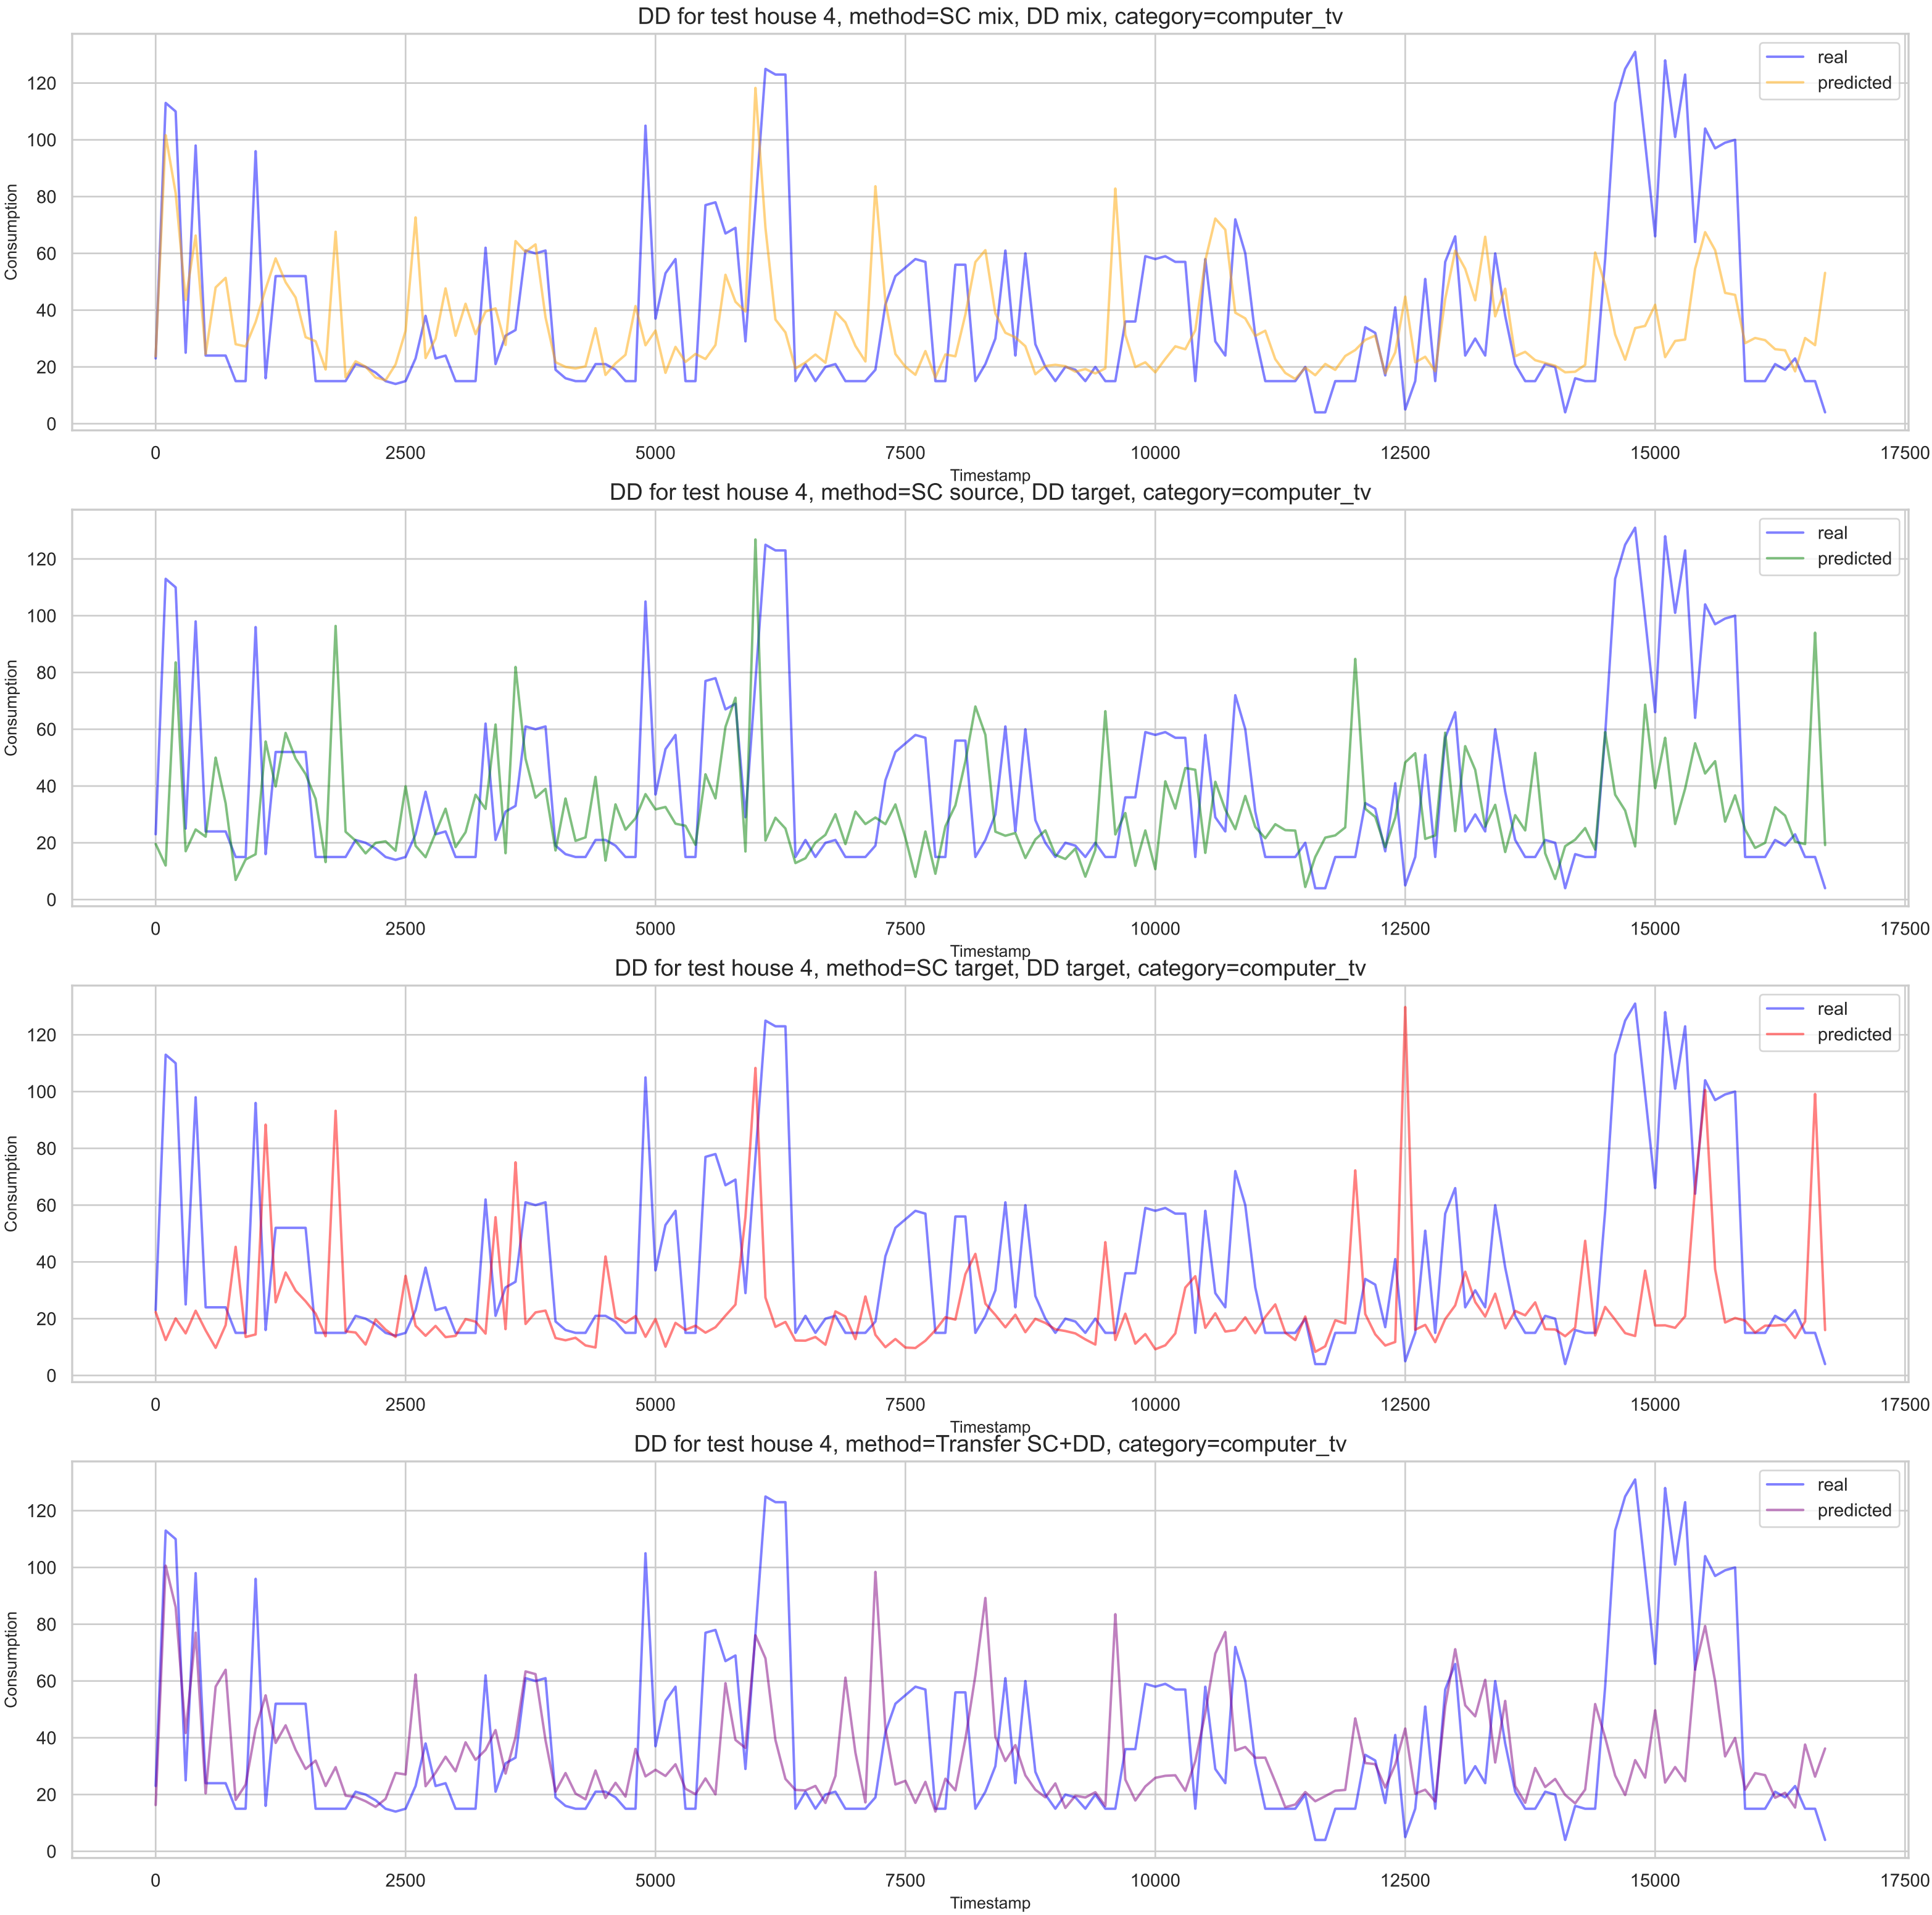 DD for test house 4, method=SC mix, DD mix, category=computer_tv
real
predicted
Consumption
120
100
80
60
40
20
0
0 2500 5000 7500 10000 12500 15000 17500
Timestamp
DD for test house 4, method=SC source, DD target, category=computer_tv
real
predicted
Consumption
120
100
80
60
40
20
0
0 2500 5000 7500 10000 12500 15000 17500
Timestamp
DD for test house 4, method=SC target, DD target, category=computer_tv
real
predicted
Consumption
120
100
80
60
40
20
0
0 2500 5000 7500 10000 12500 15000 17500
Timestamp
DD for test house 4, method=Transfer SC+DD, category=computer_tv
real
predicted
Consumption
120
100
80
60
40
20
0
0 2500 5000 7500 10000 12500 15000 17500
Timestamp